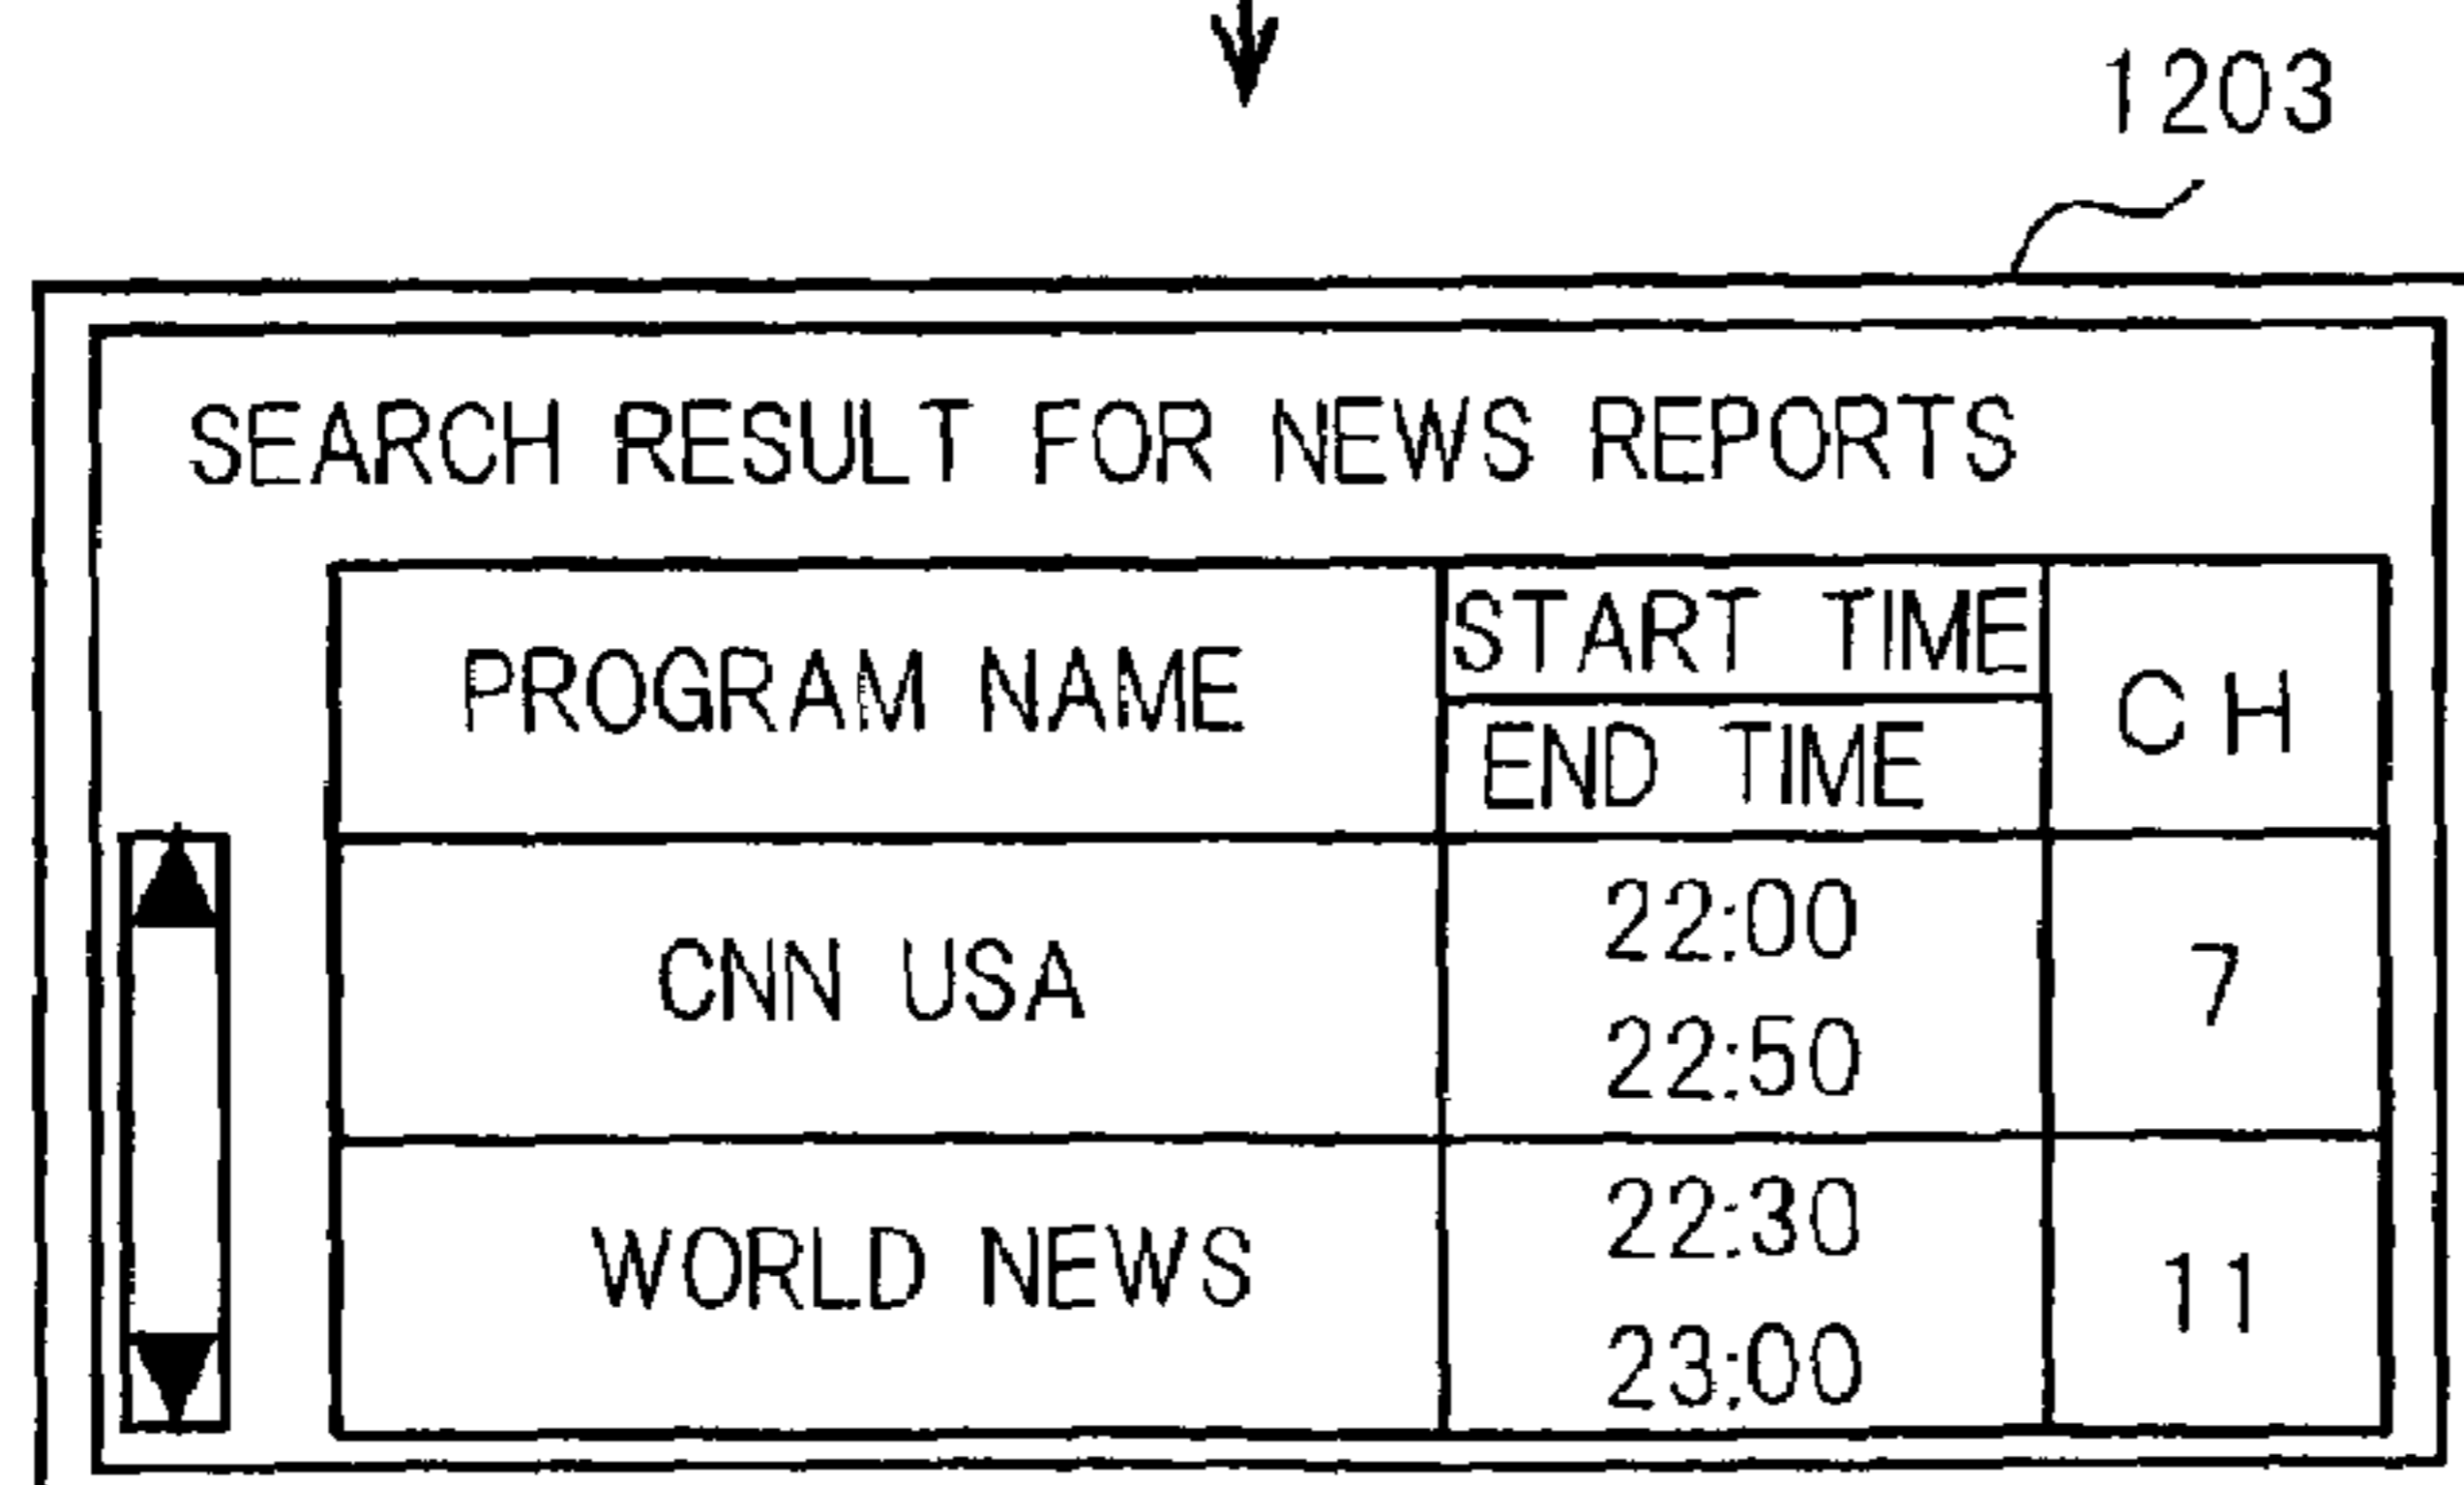 1203
SEARCH RESULT FOR NEWS REPORTS
PROGRAM NAME
START TIME
END TIME
CH
CNN USA
22:00
22:50
7
WORLD NEWS
22:30
23:00
11